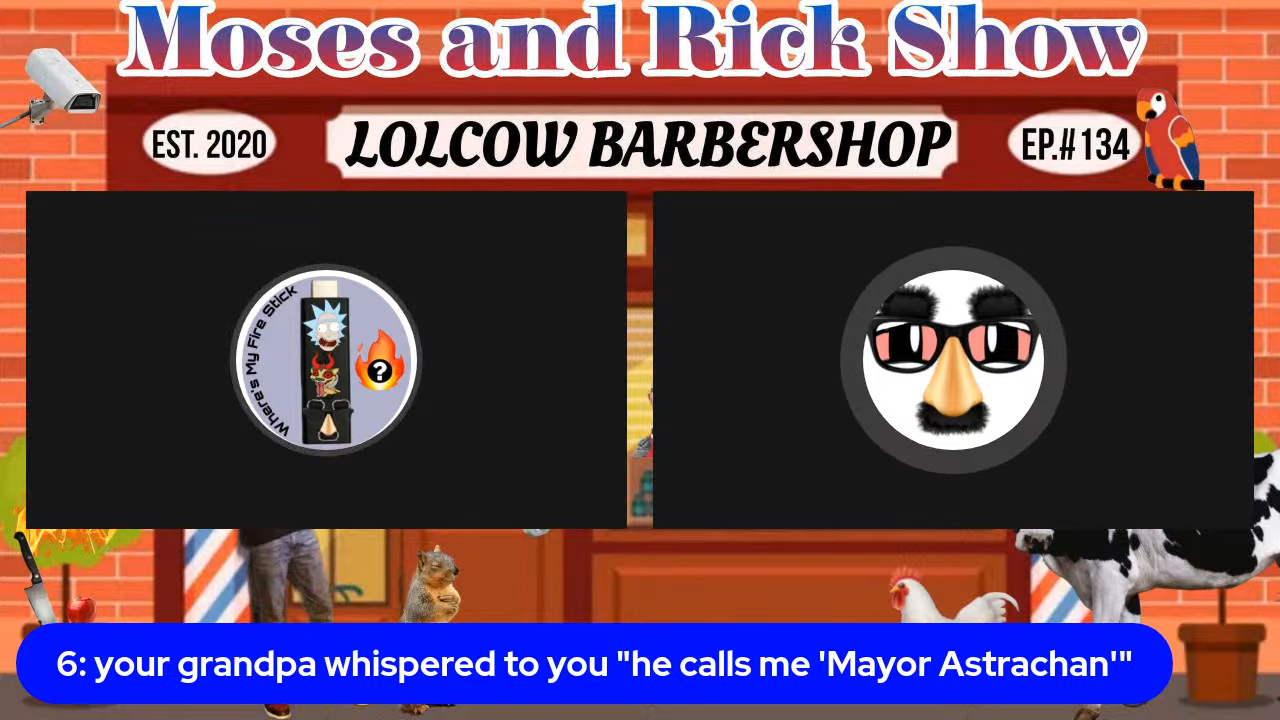 Moses and Rick Show
EST. 2020
LOLCOW BARBERSHOP
EP.#134
Where's My Fire Stick
?
6: your grandpa whispered to you "he calls me 'Mayor Astrachan'"